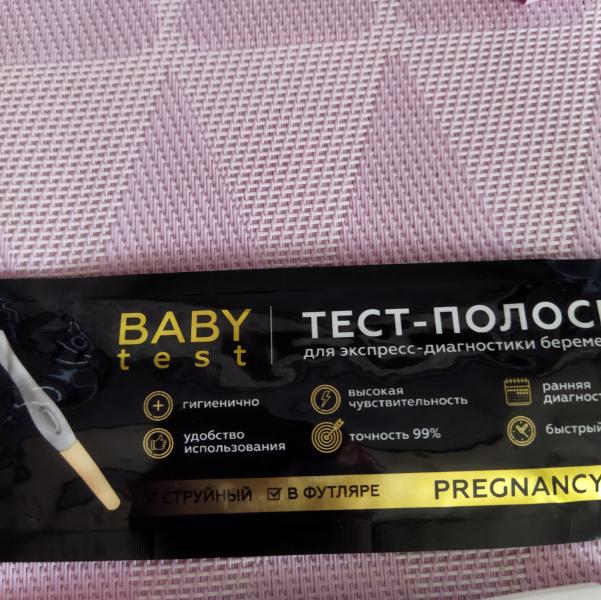 BABY
test
ТЕСТ-ПОЛОС
для экспресс-диагностики береме
гигиенично
высокая
чувствительность
ранняя
диагност
удобство
использования
точность 99%
быстрый
СТРУЙНЫЙ
В ФУТЛЯРЕ
PREGNANCY